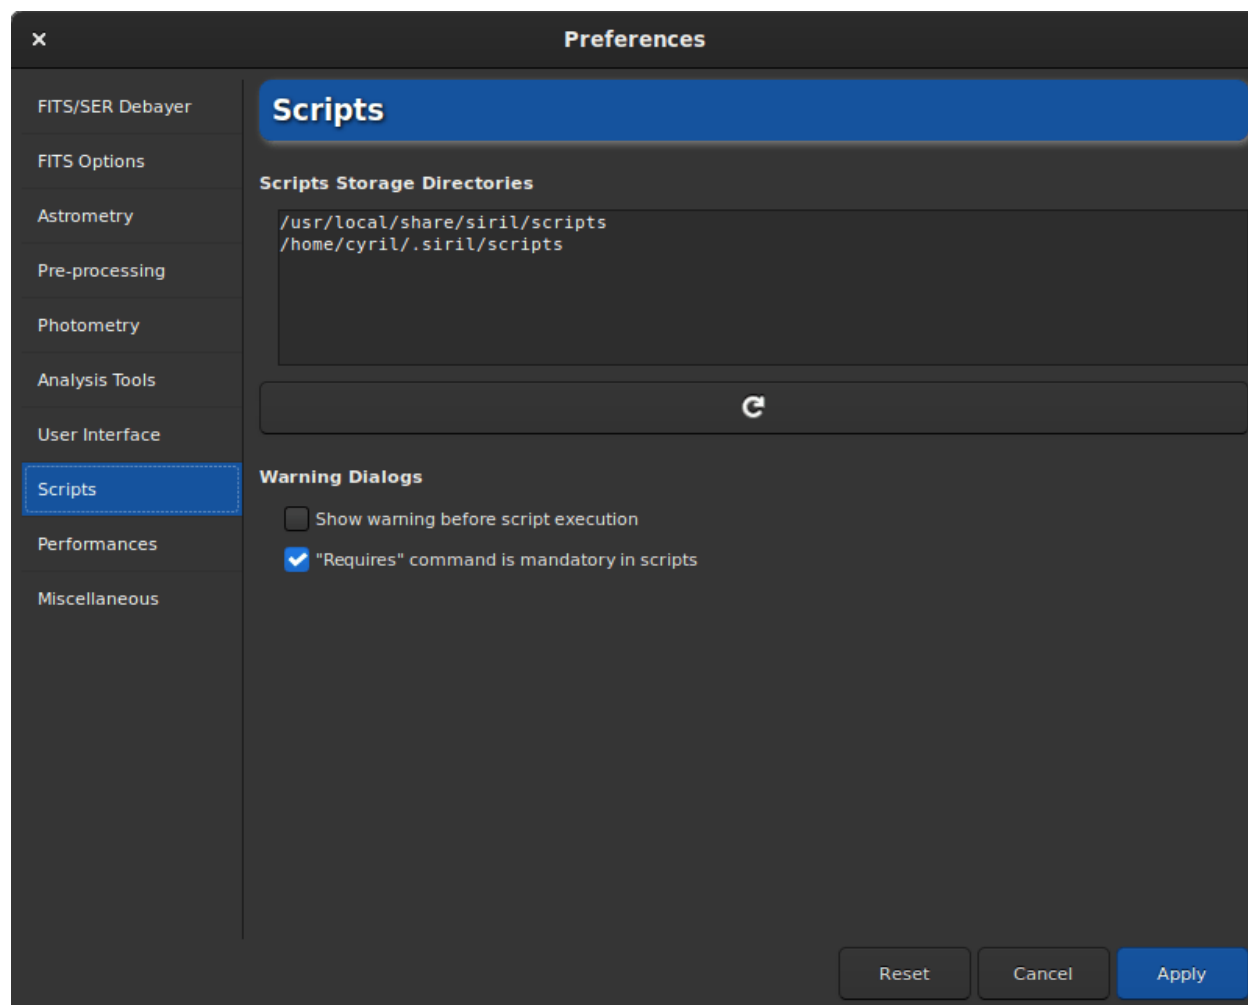 Preferences
FITS/SER Debayer
FITS Options
Astrometry
Pre-processing
Photometry
Analysis Tools
User Interface
Scripts
Performances
Miscellaneous
Scripts
Scripts Storage Directories
/usr/local/share/siril/scripts
/home/cyril/.siril/scripts
Warning Dialogs
Show warning before script execution
"Requires" command is mandatory in scripts
Reset
Cancel
Apply